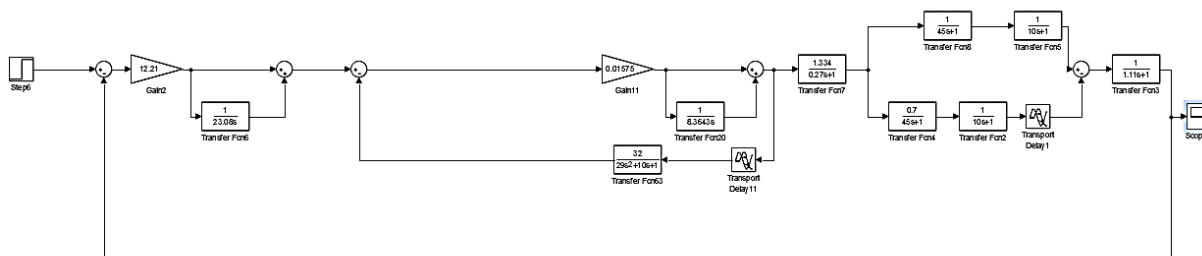 Step6
12.21
Gain2
1
23.08s
Transfer Fcn6
0.01575
Gain11
1
8.3643s
Transfer Fcn20
32
29s²+10s+1
Transfer Fcn63
Transport
Delay11
1.334
0.27s+1
Transfer Fcn7
1
45s+1
Transfer Fcn8
1
10s+1
Transfer Fcn5
0.7
45s+1
Transfer Fcn4
1
10s+1
Transfer Fcn2
Transport
Delay1
1
1.11s+1
Transfer Fcn3
Scop